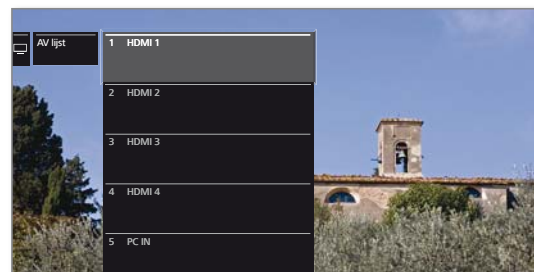 AV lijst
1 HDMI 1
2 HDMI 2
3 HDMI 3
4 HDMI 4
5 PC IN